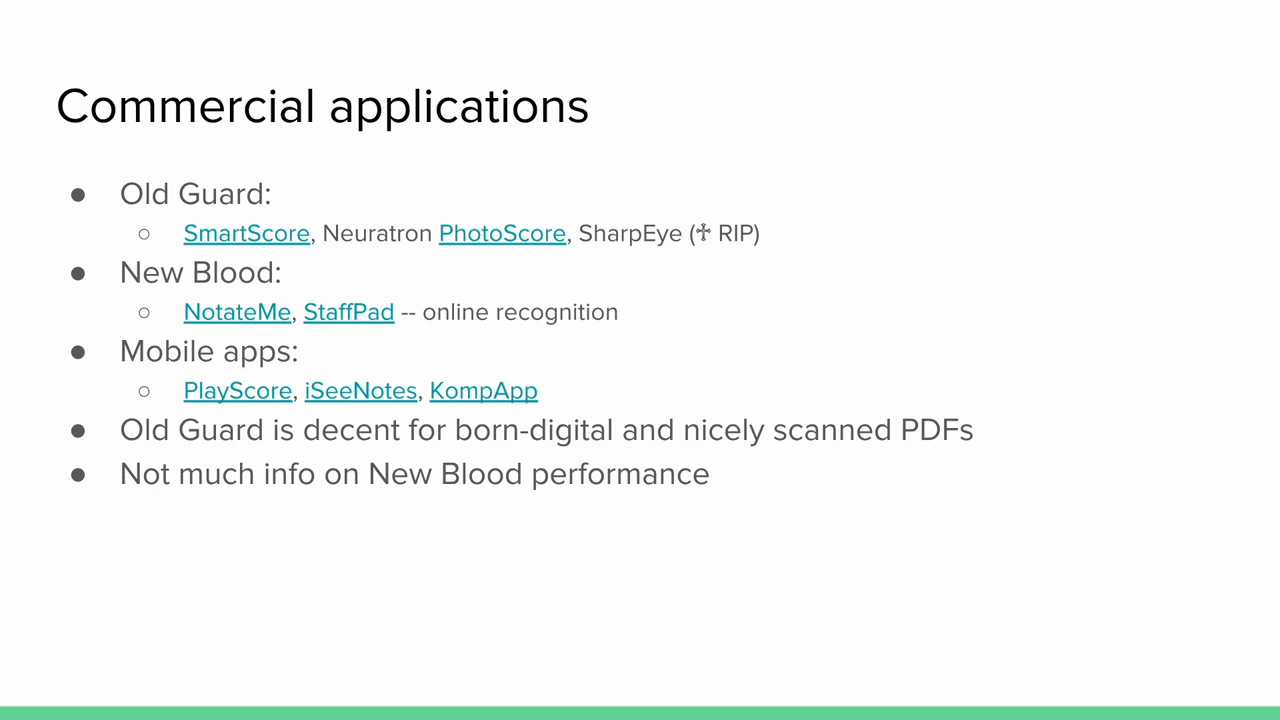 Commercial applications
● Old Guard:
○ SmartScore, Neuratron PhotoScore, SharpEye (♱ RIP)
● New Blood:
○ NotateMe, StaffPad -- online recognition
● Mobile apps:
○ PlayScore, iSeeNotes, KompApp
● Old Guard is decent for born-digital and nicely scanned PDFs
● Not much info on New Blood performance